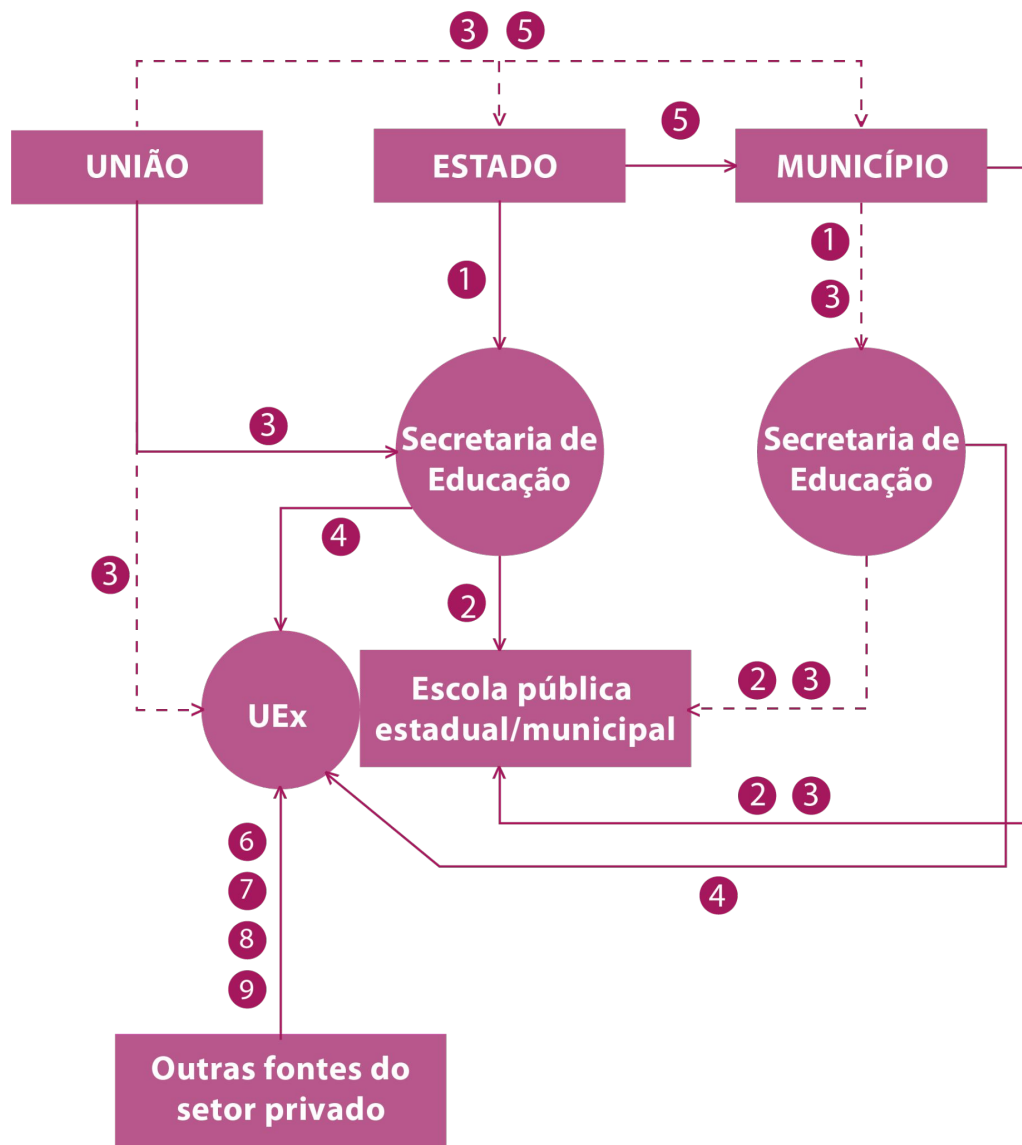 3 5
UNIÃO
ESTADO
5
MUNICÍPIO
1
1
3
3
Secretaria de
Educação
Secretaria de
Educação
4
3
2
UEx
Escola pública
estadual/municipal
2 3
2 3
6
7
8
9
4
Outras fontes do
setor privado